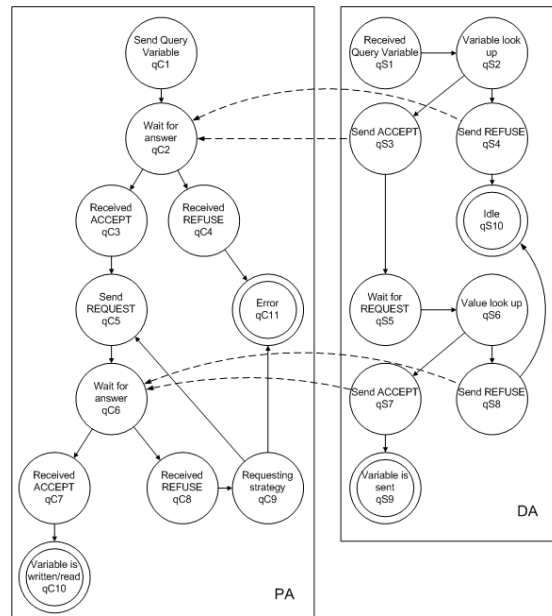 Send Query
Variable
qC1
Wait for
answer
qC2
Received
ACCEPT
qC3
Received
REFUSE
qC4
Send
REQUEST
qC5
Error
qC11
Wait for
answer
qC6
Received
ACCEPT
qC7
Received
REFUSE
qC8
Requesting
strategy
qC9
Variable is
written/read
qC10
PA
Received
Query Variable
qS1
Variable look
up
qS2
Send ACCEPT
qS3
Send REFUSE
qS4
Idle
qS10
Wait for
REQUEST
qS5
Value look up
qS6
Send ACCEPT
qS7
Send REFUSE
qS8
Variable is
sent
qS9
DA